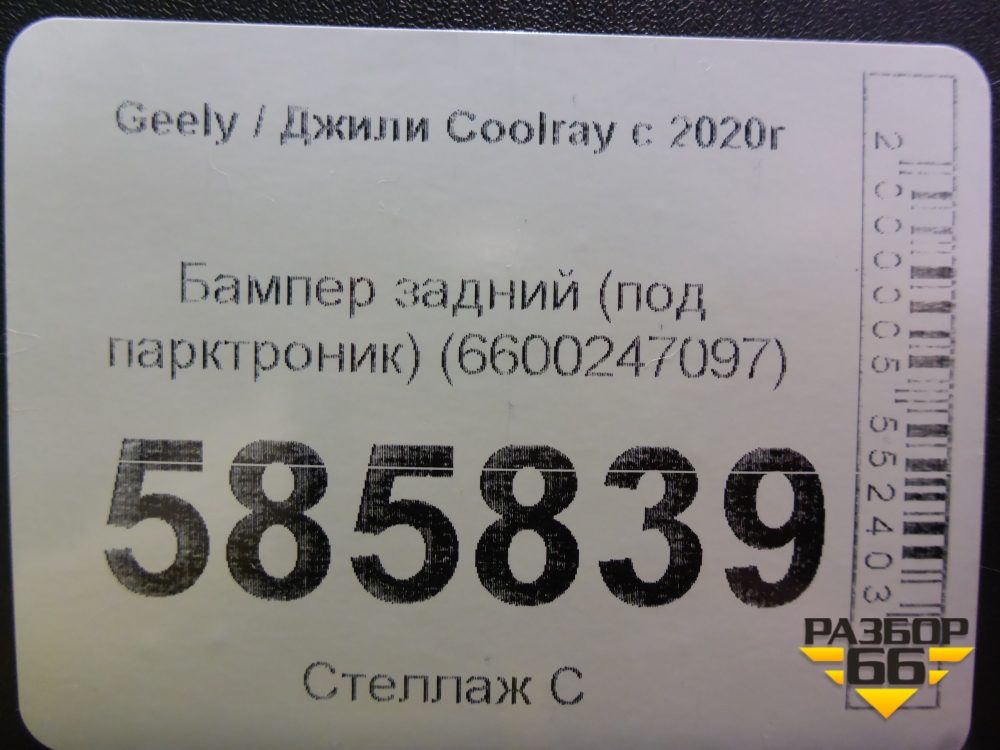 Geely / Джили Coolray с 2020г
Бампер задний (под
парктроник) (6600247097)
585839
Стеллаж С
200000552403
РАЗБОР
66